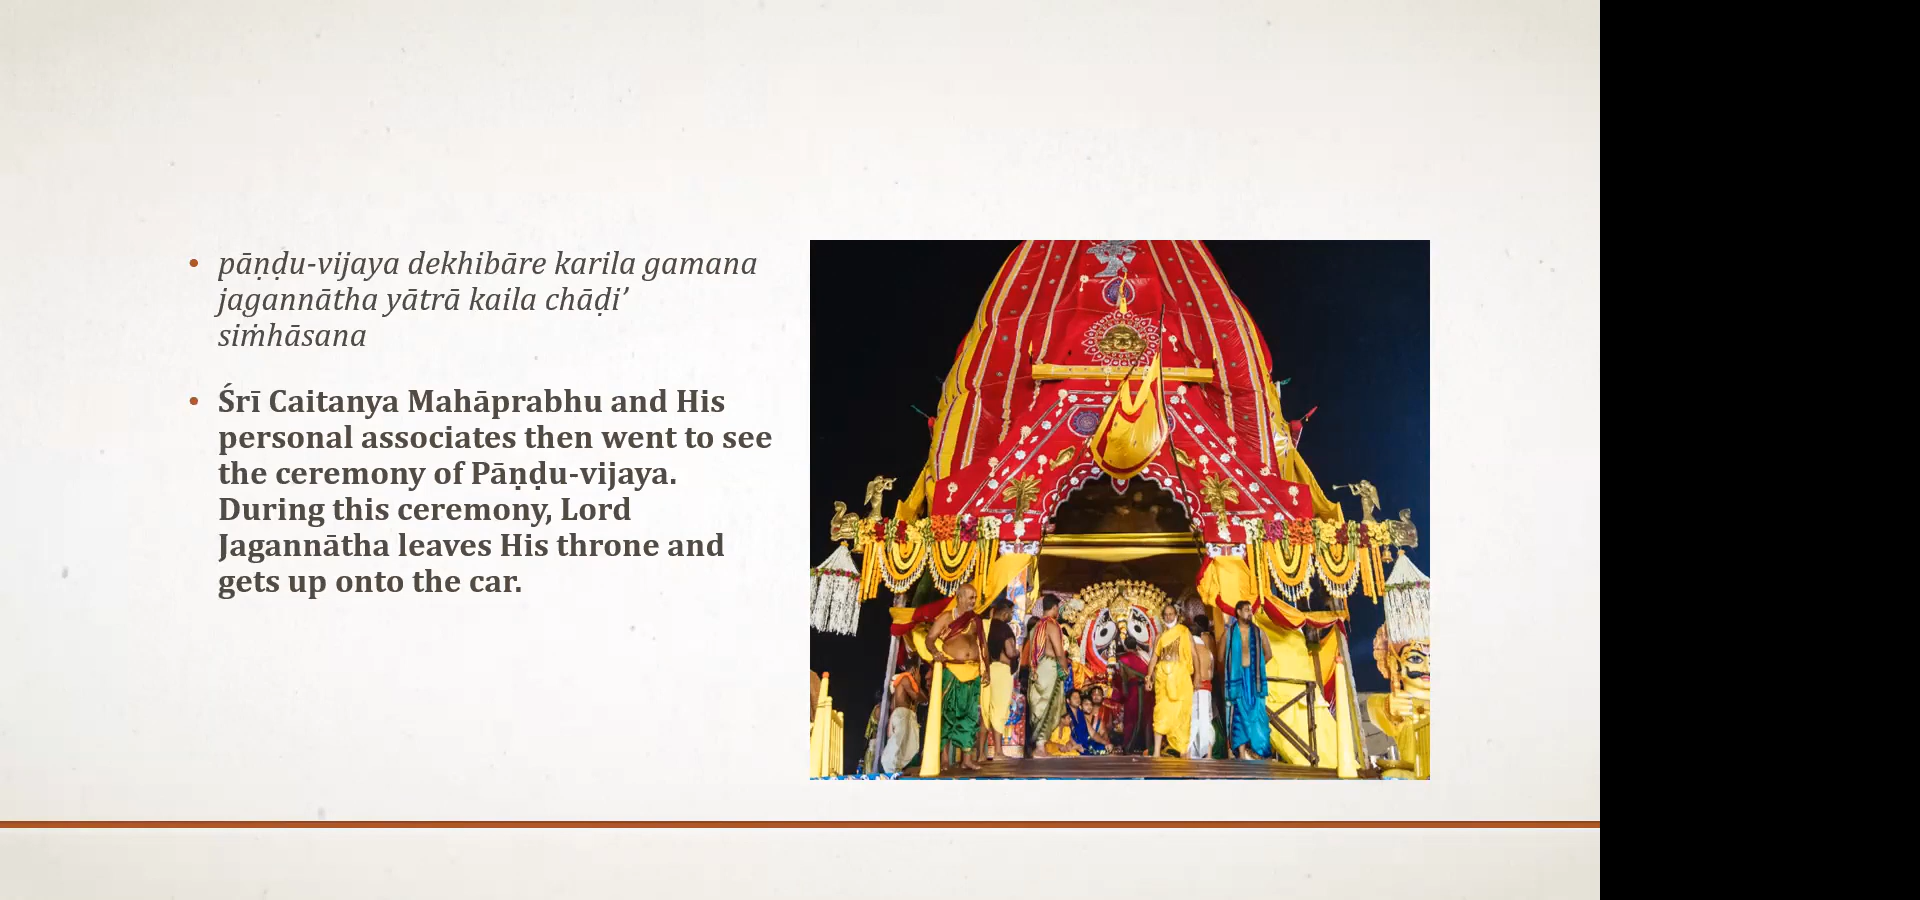 • pāṇḍu-vijaya dekhibāre karila gamana
jagannātha yātrā kaila chāḍi’
siṁhāsana
• Śrī Caitanya Mahāprabhu and His
personal associates then went to see
the ceremony of Pāṇḍu-vijaya.
During this ceremony, Lord
Jagannātha leaves His throne and
gets up onto the car.